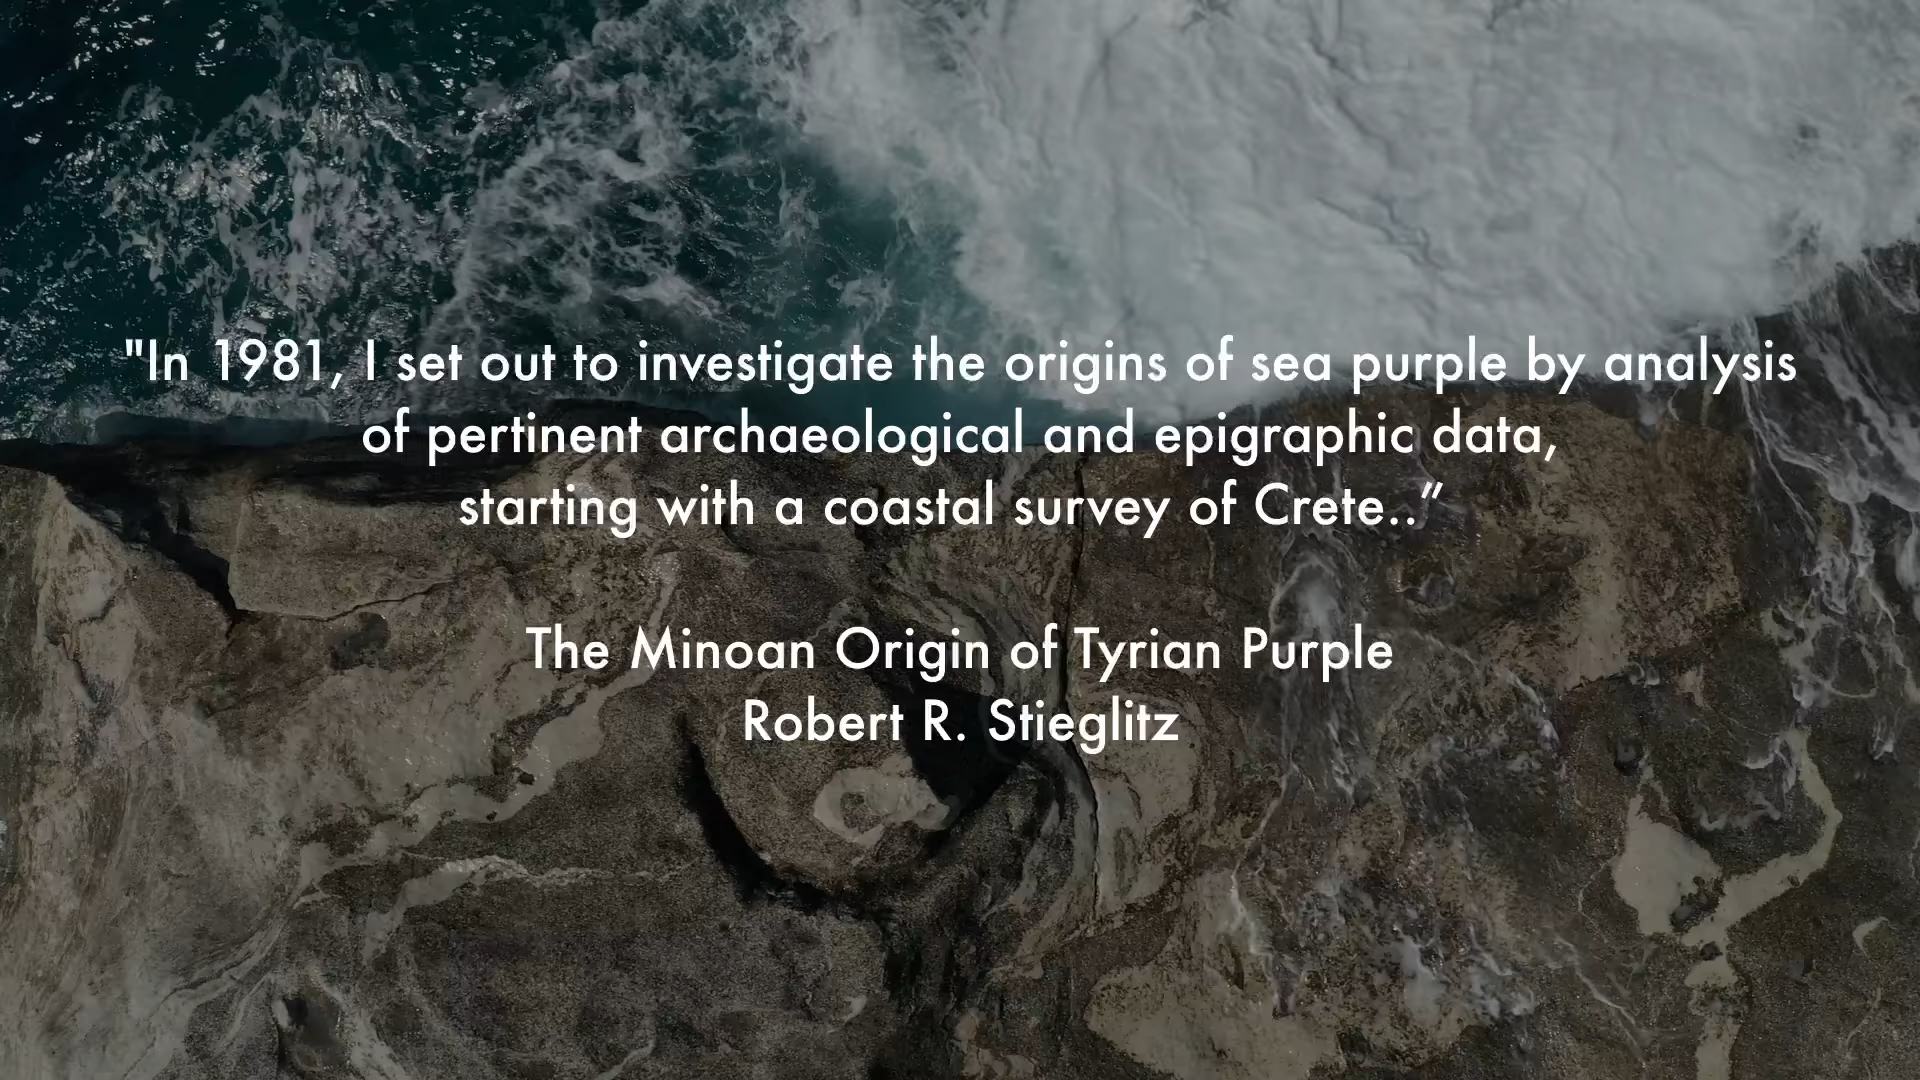 "In 1981, I set out to investigate the origins of sea purple by analysis
of pertinent archaeological and epigraphic data,
starting with a coastal survey of Crete..”
The Minoan Origin of Tyrian Purple
Robert R. Stieglitz